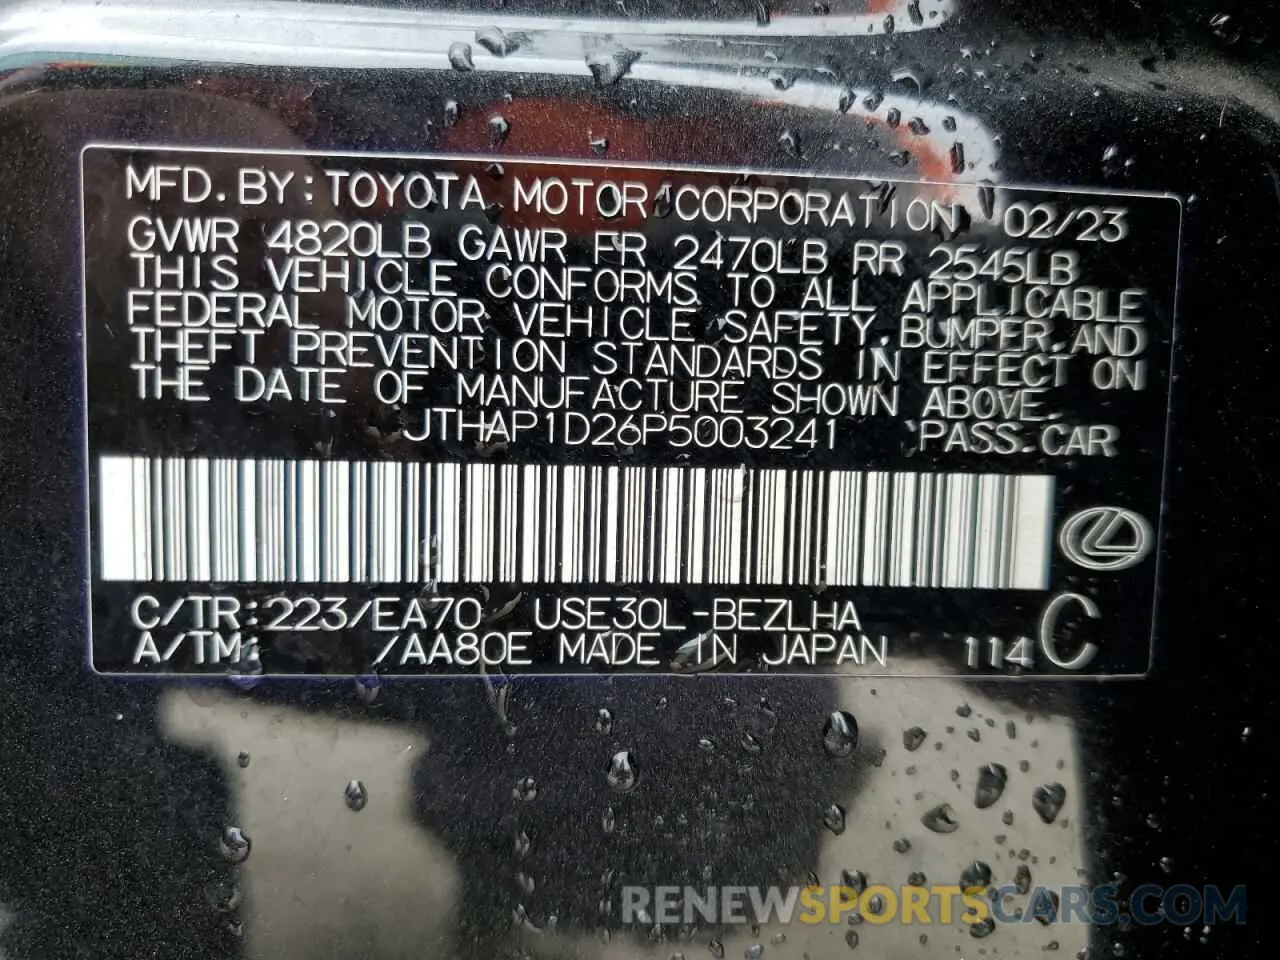 MFD.BY:TOYOTA MOTOR CORPORATION 02/23
GVWR 4820LB GAWR FR 2470LB RR 2545LB
THIS VEHICLE CONFORMS TO ALL APPLICABLE
FEDERAL MOTOR VEHICLE SAFETY,BUMPER,AND
THEFT PREVENTION STANDARDS IN EFFECT ON
THE DATE OF MANUFACTURE SHOWN ABOVE.
JTHAP1D26P5003241 PASS.CAR
C/TR:223/EA70 USE30L-BEZLHA
A/TM: /AA80E MADE IN JAPAN 114 C
RENEWSPORTSCARS.COM